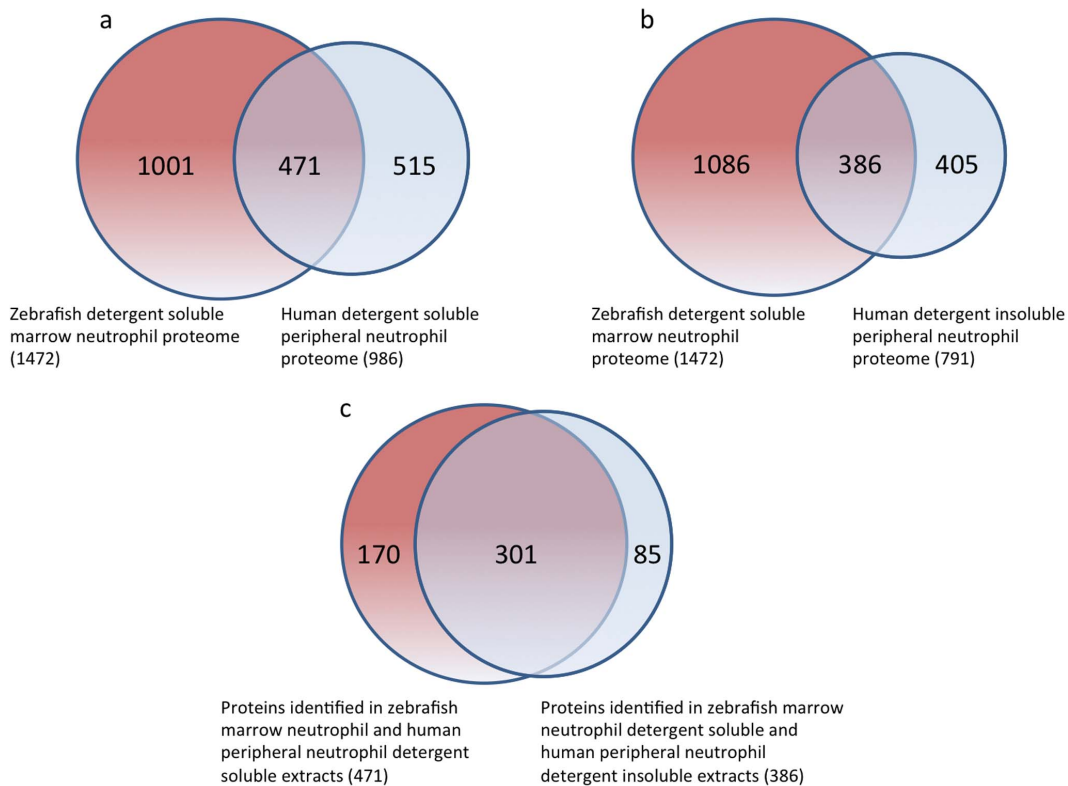 a
1001
471
515
Zebrafish detergent soluble
marrow neutrophil proteome
(1472)
Human detergent soluble
peripheral neutrophil
proteome (986)
b
1086
386
405
Zebrafish detergent soluble
marrow neutrophil
proteome (1472)
Human detergent insoluble
peripheral neutrophil
proteome (791)
c
170
301
85
Proteins identified in zebrafish
marrow neutrophil and human
peripheral neutrophil detergent
soluble extracts (471)
Proteins identified in zebrafish marrow
neutrophil detergent soluble and
human peripheral neutrophil
detergent insoluble extracts (386)